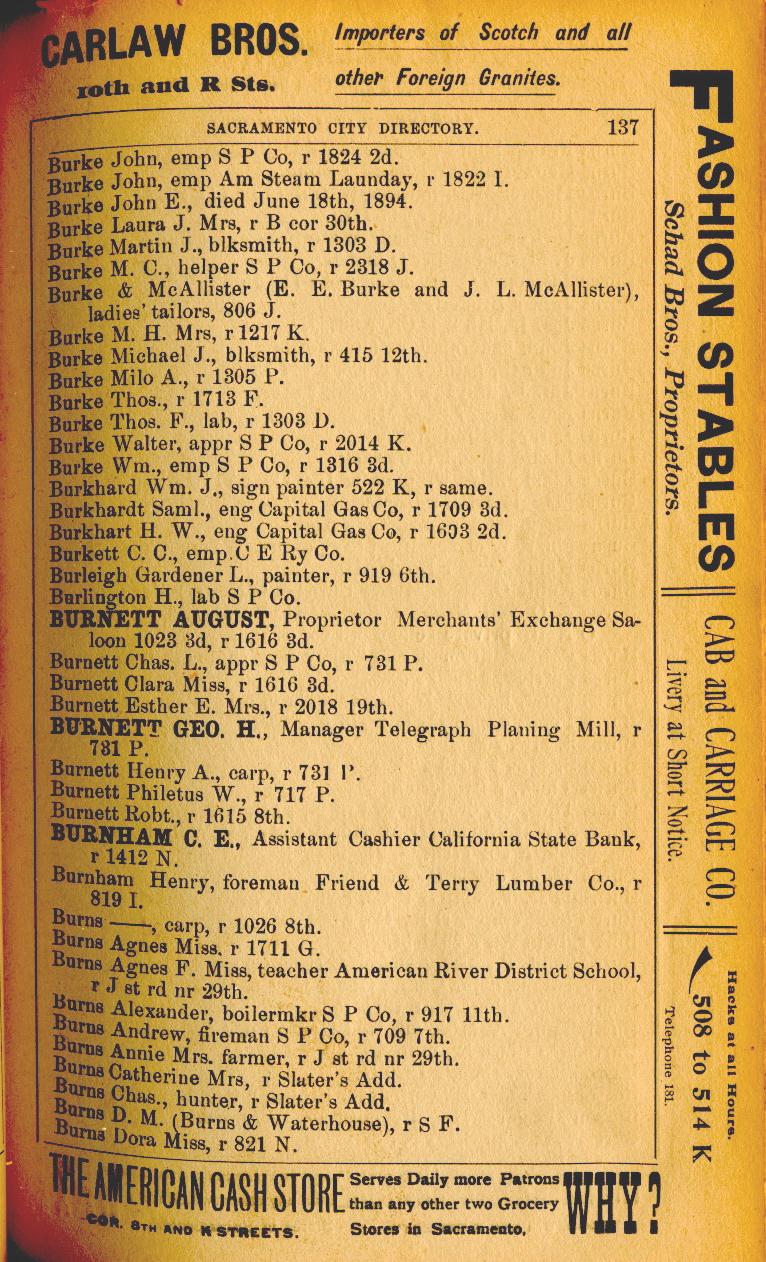 CARLAW BROS.
10th and R Sts.
Importers of Scotch and all
other Foreign Granites.
SACRAMENTO CITY DIRECTORY. 137
Burke John, emp S P Co, r 1824 2d.
Burke John, emp Am Steam Launday, r 1822 I.
Burke John E., died June 18th, 1894.
Burke Laura J. Mrs, r B cor 30th.
Burke Martin J., blksmith, r 1303 D.
Burke M. C., helper S P Co, r 2318 J.
Burke & McAllister (E. E. Burke and J. L. McAllister),
ladies' tailors, 806 J.
Burke M. H. Mrs, r 1217 K.
Burke Michael J., blksmith, r 415 12th.
Burke Milo A., r 1305 P.
Burke Thos., r 1713 F.
Burke Thos. F., lab, r 1303 D.
Burke Walter, appr S P Co, r 2014 K.
Burke Wm., emp S P Co, r 1316 3d.
Burkhard Wm. J., sign painter 522 K, r same.
Burkhardt Saml., eng Capital Gas Co, r 1709 3d.
Burkhart H. W., eng Capital Gas Co, r 1603 2d.
Burkett C. C., emp. C E Ry Co.
Burleigh Gardener L., painter, r 919 6th.
Burlington H., lab S P Co.
BURNETT AUGUST, Proprietor Merchants' Exchange Sa-
loon 1023 3d, r 1616 3d.
Burnett Chas. L., appr S P Co, r 731 P.
Burnett Clara Miss, r 1616 3d.
Burnett Esther E. Mrs., r 2018 19th.
BURNETT GEO. H., Manager Telegraph Planing Mill, r
731 P.
Burnett Henry A., carp, r 731 P.
Burnett Philetus W., r 717 P.
Burnett Robt., r 1615 8th.
BURNHAM C. E., Assistant Cashier California State Bank,
r 1412 N.
Burnham Henry, foreman Friend & Terry Lumber Co., r
819 I.
Burns ——, carp, r 1026 8th.
Burns Agnes Miss, r 1711 G.
Burns Agnes F. Miss, teacher American River District School,
r J st rd nr 29th.
Burns Alexander, boilermkr S P Co, r 917 11th.
Burns Andrew, fireman S P Co, r 709 7th.
Burns Annie Mrs. farmer, r J st rd nr 29th.
Burns Catherine Mrs, r Slater's Add.
Burns Chas., hunter, r Slater's Add.
Burns D. M. (Burns & Waterhouse), r S F.
Burns Dora Miss, r 821 N.
FASHION STABLES
Schad Bros., Proprietors.
CAB and CARRIAGE CO.
Livery at Short Notice.
Hacks at all Hours.
508 to 514 K
Telephone 181.
THE AMERICAN CASH STORE
COR. 8TH AND K STREETS.
Serves Daily more Patrons
than any other two Grocery
Stores in Sacramento,
WHY?